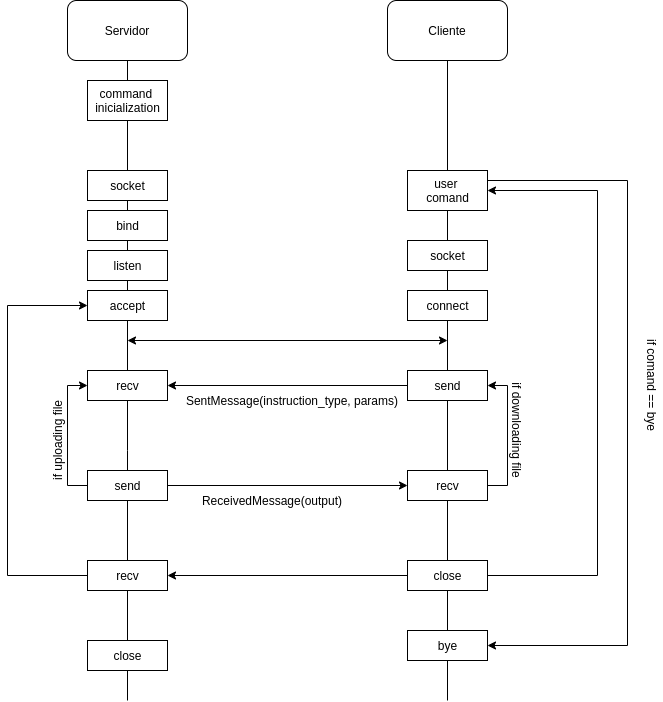 Servidor
Cliente
command
inicialization
socket
user
comand
bind
socket
listen
accept
connect
recv
send
SentMessage(instruction_type, params)
if uploading file
if downloading file
if comand == bye
send
recv
ReceivedMessage(output)
recv
close
close
bye